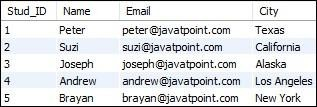 Stud_ID Name Email City
1 Peter peter@javatpoint.com Texas
2 Suzi suzi@javatpoint.com California
3 Joseph joseph@javatpoint.com Alaska
4 Andrew andrew@javatpoint.com Los Angeles
5 Brayan brayan@javatpoint.com New York